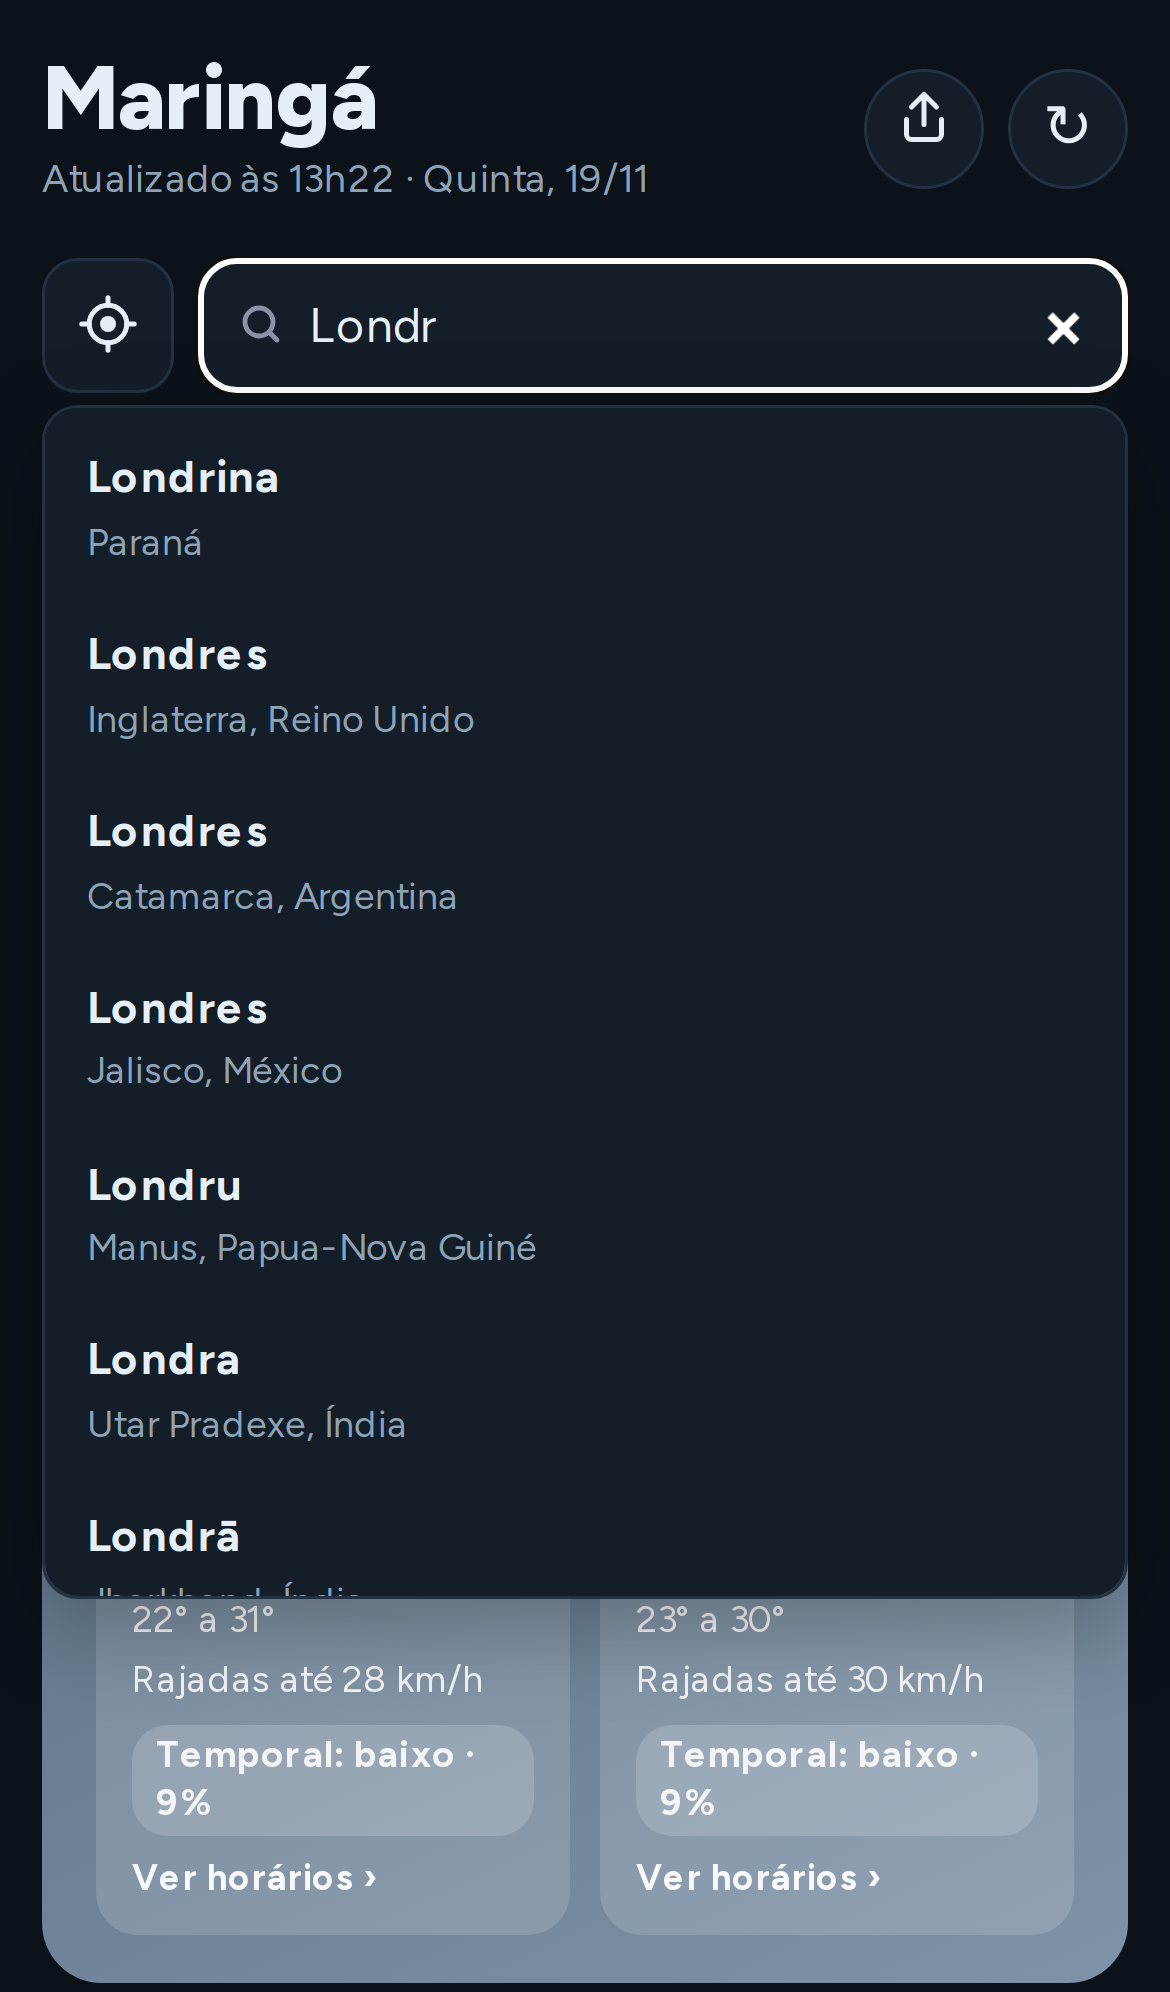 Maringá
Atualizado às 13h22 · Quinta, 19/11
Londr
Londrina
Paraná
Londres
Inglaterra, Reino Unido
Londres
Catamarca, Argentina
Londres
Jalisco, México
Londru
Manus, Papua-Nova Guiné
Londra
Utar Pradexe, Índia
Londrā
22° a 31°
23° a 30°
Rajadas até 28 km/h
Rajadas até 30 km/h
Temporal: baixo ·
9%
Temporal: baixo ·
9%
Ver horários ›
Ver horários ›